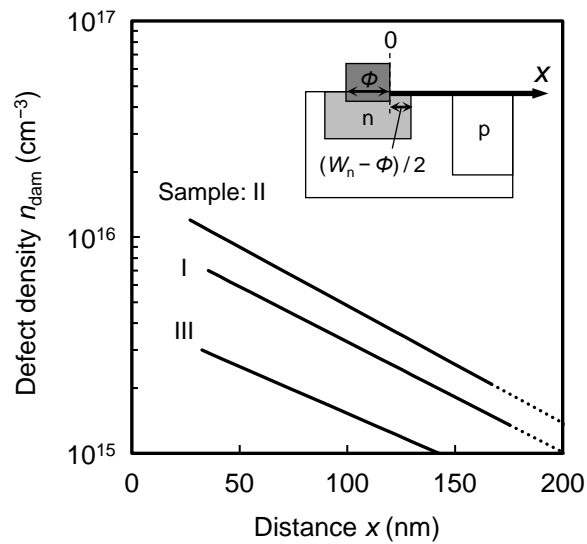 10¹⁷
10¹⁶
10¹⁵
Defect density n_dam (cm⁻³)
0
Φ
x
n
p
(Wₙ − Φ) / 2
Sample: II
I
III
0
50
100
150
200
Distance x (nm)